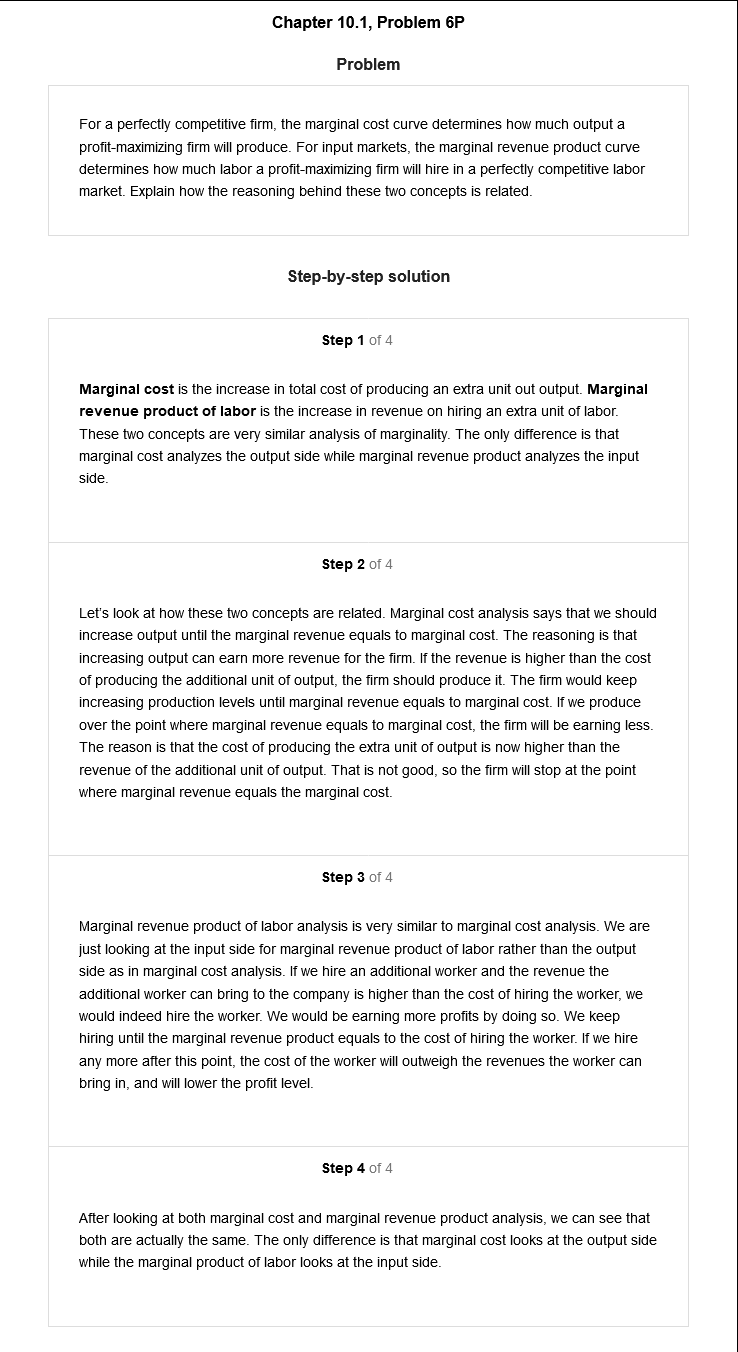 Chapter 10.1, Problem 6P
Problem
For a perfectly competitive firm, the marginal cost curve determines how much output a
profit-maximizing firm will produce. For input markets, the marginal revenue product curve
determines how much labor a profit-maximizing firm will hire in a perfectly competitive labor
market. Explain how the reasoning behind these two concepts is related.
Step-by-step solution
Step 1 of 4
Marginal cost is the increase in total cost of producing an extra unit out output. Marginal
revenue product of labor is the increase in revenue on hiring an extra unit of labor.
These two concepts are very similar analysis of marginality. The only difference is that
marginal cost analyzes the output side while marginal revenue product analyzes the input
side.
Step 2 of 4
Let's look at how these two concepts are related. Marginal cost analysis says that we should
increase output until the marginal revenue equals to marginal cost. The reasoning is that
increasing output can earn more revenue for the firm. If the revenue is higher than the cost
of producing the additional unit of output, the firm should produce it. The firm would keep
increasing production levels until marginal revenue equals to marginal cost. If we produce
over the point where marginal revenue equals to marginal cost, the firm will be earning less.
The reason is that the cost of producing the extra unit of output is now higher than the
revenue of the additional unit of output. That is not good, so the firm will stop at the point
where marginal revenue equals the marginal cost.
Step 3 of 4
Marginal revenue product of labor analysis is very similar to marginal cost analysis. We are
just looking at the input side for marginal revenue product of labor rather than the output
side as in marginal cost analysis. If we hire an additional worker and the revenue the
additional worker can bring to the company is higher than the cost of hiring the worker, we
would indeed hire the worker. We would be earning more profits by doing so. We keep
hiring until the marginal revenue product equals to the cost of hiring the worker. If we hire
any more after this point, the cost of the worker will outweigh the revenues the worker can
bring in, and will lower the profit level.
Step 4 of 4
After looking at both marginal cost and marginal revenue product analysis, we can see that
both are actually the same. The only difference is that marginal cost looks at the output side
while the marginal product of labor looks at the input side.